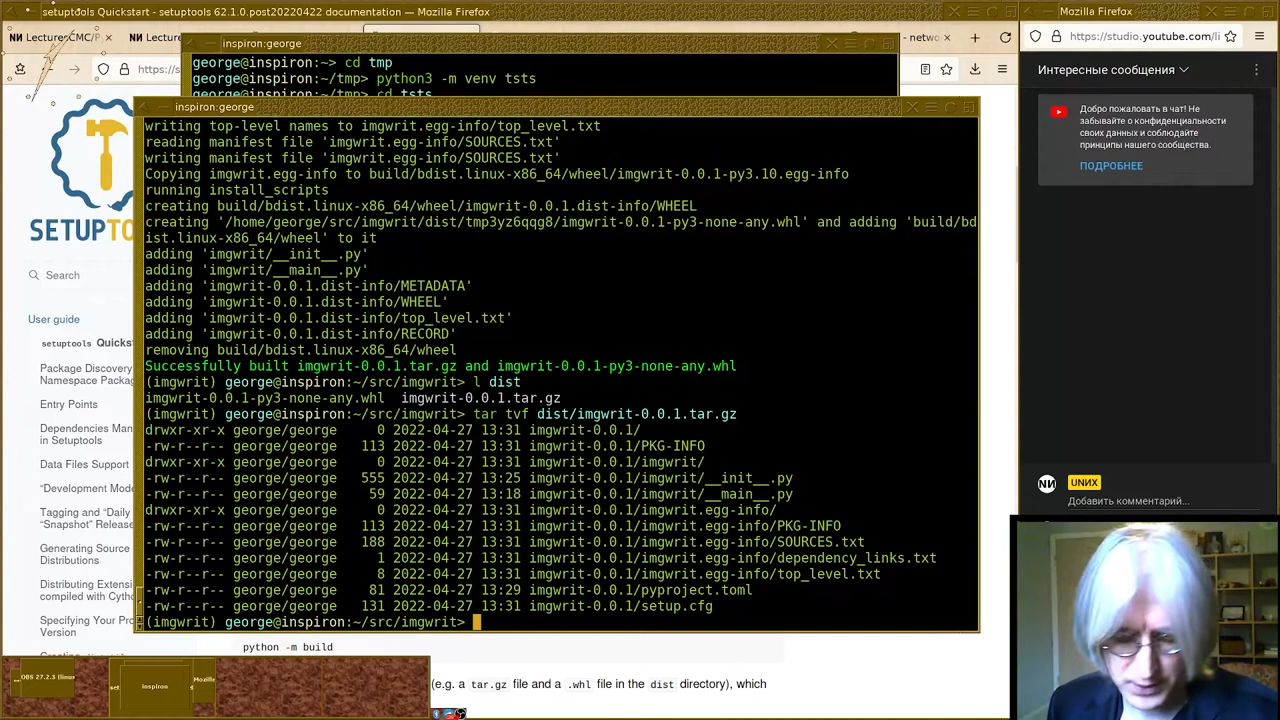 setuptools Quickstart - setuptools 62.1.0.post20220422 documentation — Mozilla Firefox
Mozilla Firefox
https://studio.youtube.com/li
https://s
inspiron:george
george@inspiron:~> cd tmp
george@inspiron:~/tmp> python3 -m venv tsts
george@inspiron:~/tmp> cd tsts
inspiron:george
writing top-level names to imgwrit.egg-info/top_level.txt
reading manifest file 'imgwrit.egg-info/SOURCES.txt'
writing manifest file 'imgwrit.egg-info/SOURCES.txt'
Copying imgwrit.egg-info to build/bdist.linux-x86_64/wheel/imgwrit-0.0.1-py3.10.egg-info
running install_scripts
creating build/bdist.linux-x86_64/wheel/imgwrit-0.0.1.dist-info/WHEEL
creating '/home/george/src/imgwrit/dist/tmp3yz6qqg8/imgwrit-0.0.1-py3-none-any.whl' and adding 'build/bd
ist.linux-x86_64/wheel' to it
adding 'imgwrit/__init__.py'
adding 'imgwrit/__main__.py'
adding 'imgwrit-0.0.1.dist-info/METADATA'
adding 'imgwrit-0.0.1.dist-info/WHEEL'
adding 'imgwrit-0.0.1.dist-info/top_level.txt'
adding 'imgwrit-0.0.1.dist-info/RECORD'
removing build/bdist.linux-x86_64/wheel
Successfully built imgwrit-0.0.1.tar.gz and imgwrit-0.0.1-py3-none-any.whl
(imgwrit) george@inspiron:~/src/imgwrit> l dist
imgwrit-0.0.1-py3-none-any.whl  imgwrit-0.0.1.tar.gz
(imgwrit) george@inspiron:~/src/imgwrit> tar tvf dist/imgwrit-0.0.1.tar.gz
drwxr-xr-x george/george     0 2022-04-27 13:31 imgwrit-0.0.1/
-rw-r--r-- george/george   113 2022-04-27 13:31 imgwrit-0.0.1/PKG-INFO
drwxr-xr-x george/george     0 2022-04-27 13:31 imgwrit-0.0.1/imgwrit/
-rw-r--r-- george/george   555 2022-04-27 13:25 imgwrit-0.0.1/imgwrit/__init__.py
-rw-r--r-- george/george    59 2022-04-27 13:18 imgwrit-0.0.1/imgwrit/__main__.py
drwxr-xr-x george/george     0 2022-04-27 13:31 imgwrit-0.0.1/imgwrit.egg-info/
-rw-r--r-- george/george   113 2022-04-27 13:31 imgwrit-0.0.1/imgwrit.egg-info/PKG-INFO
-rw-r--r-- george/george   188 2022-04-27 13:31 imgwrit-0.0.1/imgwrit.egg-info/SOURCES.txt
-rw-r--r-- george/george     1 2022-04-27 13:31 imgwrit-0.0.1/imgwrit.egg-info/dependency_links.txt
-rw-r--r-- george/george     8 2022-04-27 13:31 imgwrit-0.0.1/imgwrit.egg-info/top_level.txt
-rw-r--r-- george/george    81 2022-04-27 13:29 imgwrit-0.0.1/pyproject.toml
-rw-r--r-- george/george   131 2022-04-27 13:31 imgwrit-0.0.1/setup.cfg
(imgwrit) george@inspiron:~/src/imgwrit>
SETUPTO
Search
User guide
setuptools Quicks
Package Discovery
Namespace Packag
Entry Points
Dependencies Man
in Setuptools
Data Files Support
"Development Mode
Tagging and "Daily
"Snapshot" Release
Generating Source
Distributions
Distributing Extensi
compiled with Cyth
Specifying Your Pro
Version
python -m build
(e.g. a tar.gz file and a .whl file in the dist directory), which
OBS 27.2.3 (linux
inspiron
Mozilla
Интересные сообщения
Добро пожаловать в чат! Не
забывайте о конфиденциальности
своих данных и соблюдайте
принципы нашего сообщества.
ПОДРОБНЕЕ
UNИX
Добавить комментарий...